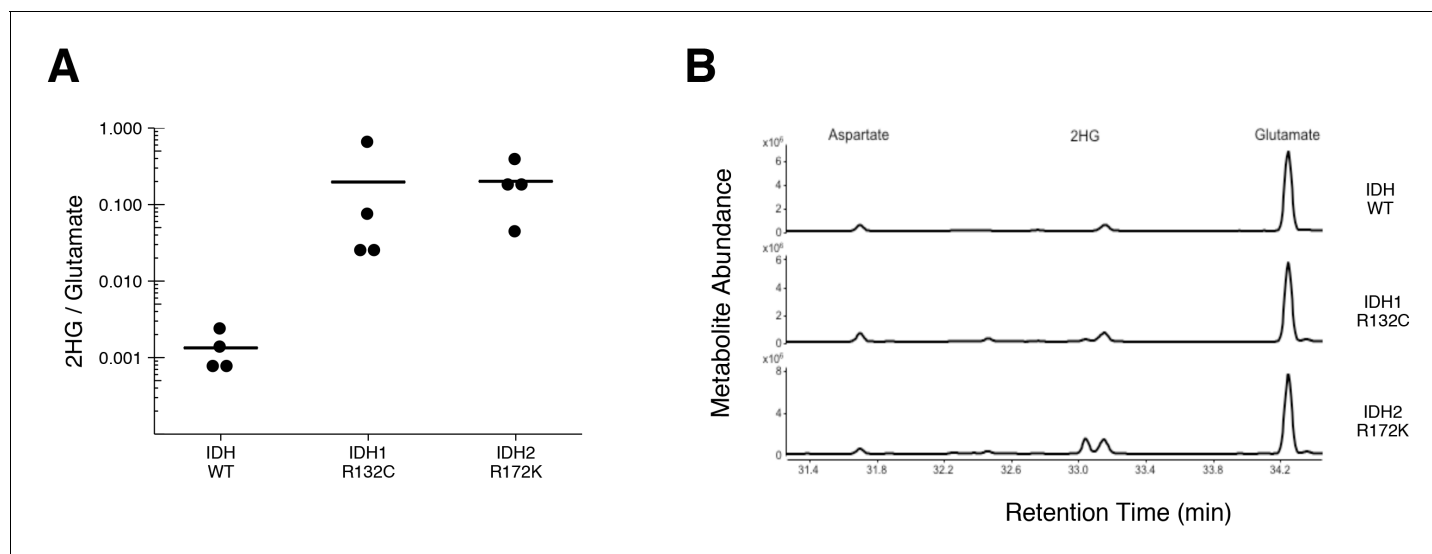 A
1.000
0.100
0.010
0.001
2HG / Glutamate
IDH
WT
IDH1
R132C
IDH2
R172K
B
Aspartate
2HG
Glutamate
x10⁶
6
4
2
0
IDH
WT
x10⁶
6
4
2
0
IDH1
R132C
x10⁶
8
4
0
IDH2
R172K
Metabolite Abundance
31.4 31.8 32.2 32.6 33.0 33.4 33.8 34.2
Retention Time (min)